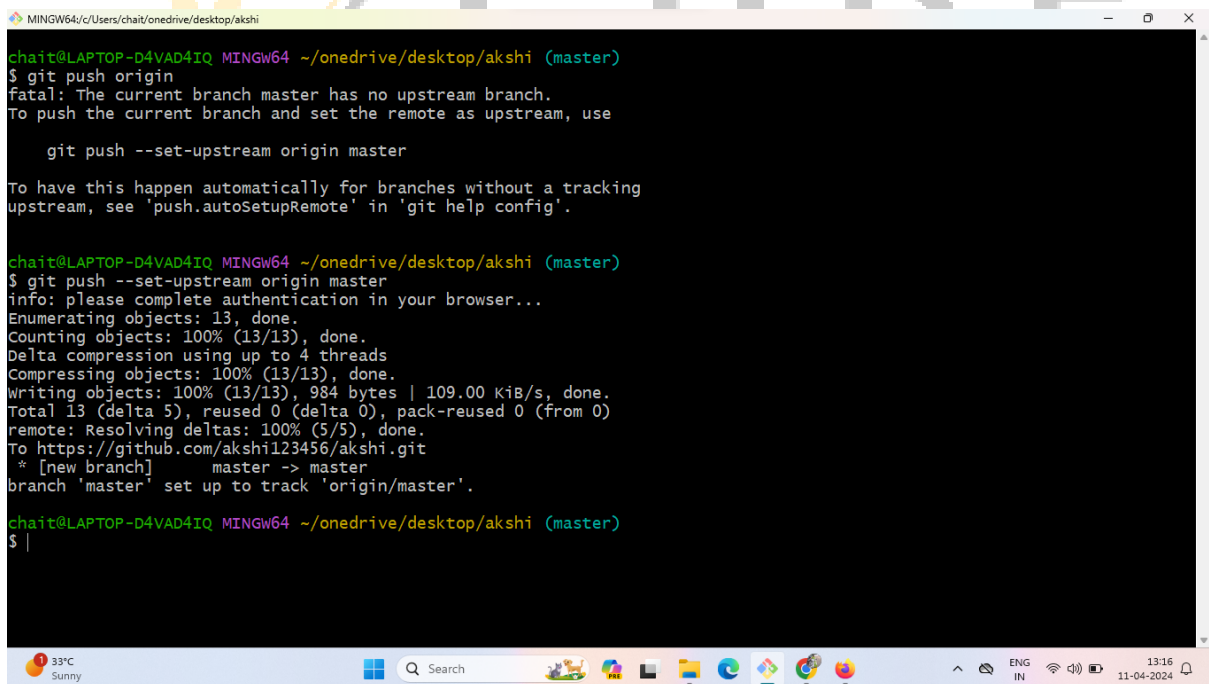 MINGW64:/c/Users/chait/onedrive/desktop/akshi
chait@LAPTOP-D4VAD4IQ MINGW64 ~/onedrive/desktop/akshi (master)
$ git push origin
fatal: The current branch master has no upstream branch.
To push the current branch and set the remote as upstream, use
git push --set-upstream origin master
To have this happen automatically for branches without a tracking
upstream, see 'push.autoSetupRemote' in 'git help config'.
chait@LAPTOP-D4VAD4IQ MINGW64 ~/onedrive/desktop/akshi (master)
$ git push --set-upstream origin master
info: please complete authentication in your browser...
Enumerating objects: 13, done.
Counting objects: 100% (13/13), done.
Delta compression using up to 4 threads
Compressing objects: 100% (13/13), done.
Writing objects: 100% (13/13), 984 bytes | 109.00 KiB/s, done.
Total 13 (delta 5), reused 0 (delta 0), pack-reused 0 (from 0)
remote: Resolving deltas: 100% (5/5), done.
To https://github.com/akshi123456/akshi.git
* [new branch] master -> master
branch 'master' set up to track 'origin/master'.
chait@LAPTOP-D4VAD4IQ MINGW64 ~/onedrive/desktop/akshi (master)
$
1
33°C
Sunny
Search
PRE
ENG
IN
13:16
11-04-2024